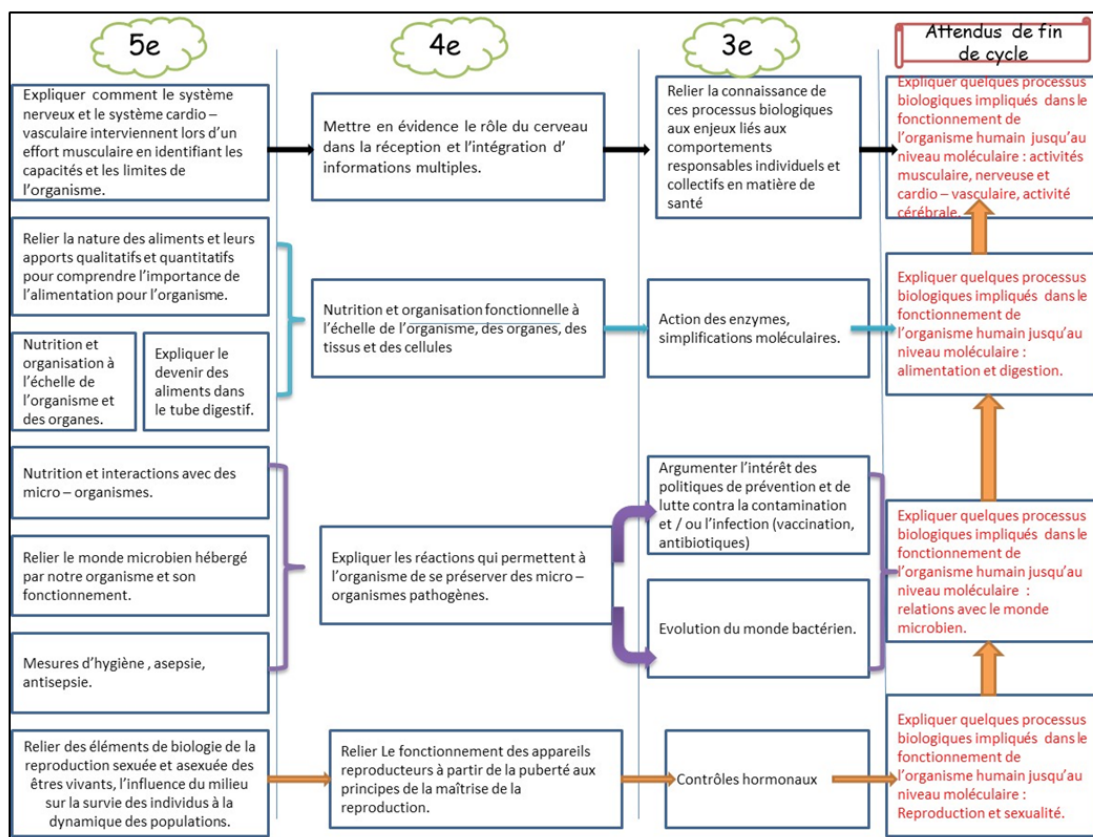 5e
4e
3e
Attendus de fin
de cycle
Expliquer comment le système
nerveux et le système cardio –
vasculaire interviennent lors d'un
effort musculaire en identifiant les
capacités et les limites de
l'organisme.
Mettre en évidence le rôle du cerveau
dans la réception et l'intégration d'
informations multiples.
Relier la connaissance de
ces processus biologiques
aux enjeux liés aux
comportements
responsables individuels et
collectifs en matière de
santé
Expliquer quelques processus
biologiques impliqués dans le
fonctionnement de
l'organisme humain jusqu'au
niveau moléculaire : activités
musculaire, nerveuse et
cardio – vasculaire, activité
cérébrale.
Relier la nature des aliments et leurs
apports qualitatifs et quantitatifs
pour comprendre l'importance de
l'alimentation pour l'organisme.
Nutrition et
organisation à
l'échelle de
l'organisme et
des organes.
Expliquer le
devenir des
aliments dans
le tube digestif.
Nutrition et organisation fonctionnelle à
l'échelle de l'organisme, des organes, des
tissus et des cellules
Action des enzymes,
simplifications moléculaires.
Expliquer quelques processus
biologiques impliqués dans le
fonctionnement de
l'organisme humain jusqu'au
niveau moléculaire :
alimentation et digestion.
Nutrition et interactions avec des
micro – organismes.
Relier le monde microbien hébergé
par notre organisme et son
fonctionnement.
Mesures d'hygiène , asepsie,
antisepsie.
Expliquer les réactions qui permettent à
l'organisme de se préserver des micro –
organismes pathogènes.
Argumenter l'intérêt des
politiques de prévention et de
lutte contre la contamination
et / ou l'infection (vaccination,
antibiotiques)
Evolution du monde bactérien.
Expliquer quelques processus
biologiques impliqués dans le
fonctionnement de
l'organisme humain jusqu'au
niveau moléculaire :
relations avec le monde
microbien.
Relier des éléments de biologie de la
reproduction sexuée et asexuée des
êtres vivants, l'influence du milieu
sur la survie des individus à la
dynamique des populations.
Relier Le fonctionnement des appareils
reproducteurs à partir de la puberté aux
principes de la maîtrise de la
reproduction.
Contrôles hormonaux
Expliquer quelques processus
biologiques impliqués dans le
fonctionnement de
l'organisme humain jusqu'au
niveau moléculaire :
Reproduction et sexualité.